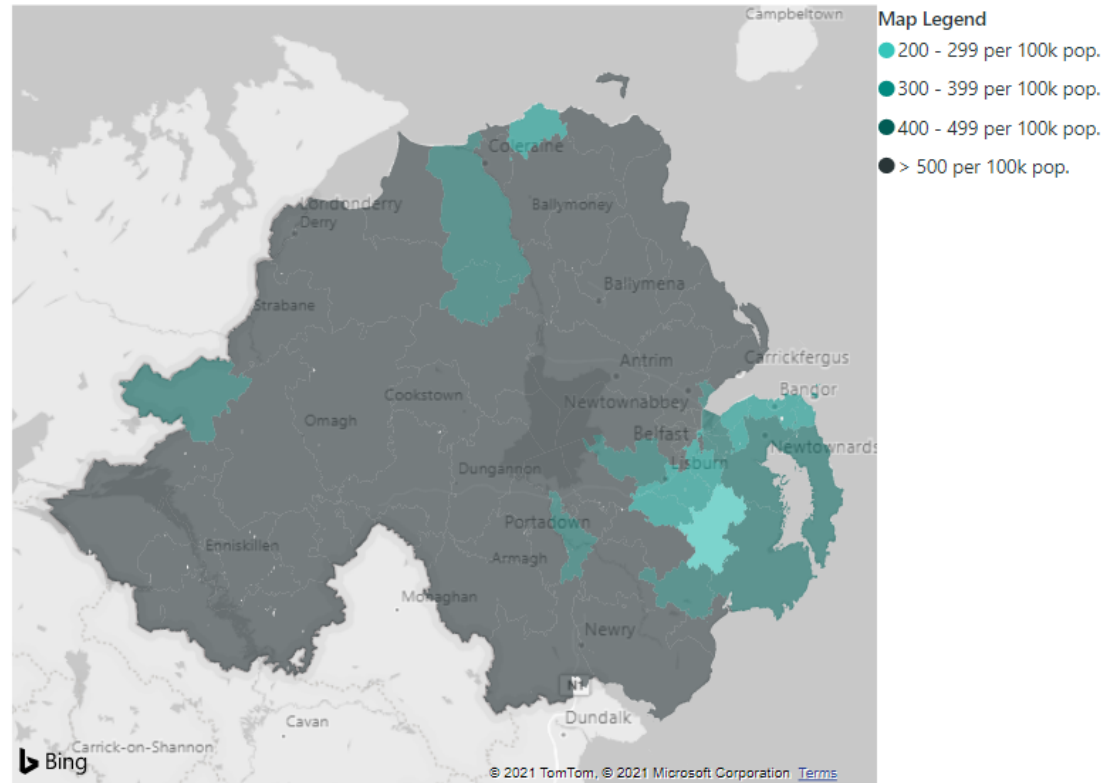 Campbeltown
Map Legend
200 - 299 per 100k pop.
300 - 399 per 100k pop.
400 - 499 per 100k pop.
> 500 per 100k pop.
Coleraine
Londonderry
Derry
Ballymoney
Ballymena
Strabane
Carrickfergus
Antrim
Bangor
Cookstown
Newtownabbey
Omagh
Belfast
Newtownards
Lisburn
Dungannon
Portadown
Enniskillen
Armagh
Monaghan
Newry
N1
Dundalk
Cavan
Carrick-on-Shannon
Bing
© 2021 TomTom, © 2021 Microsoft Corporation Terms